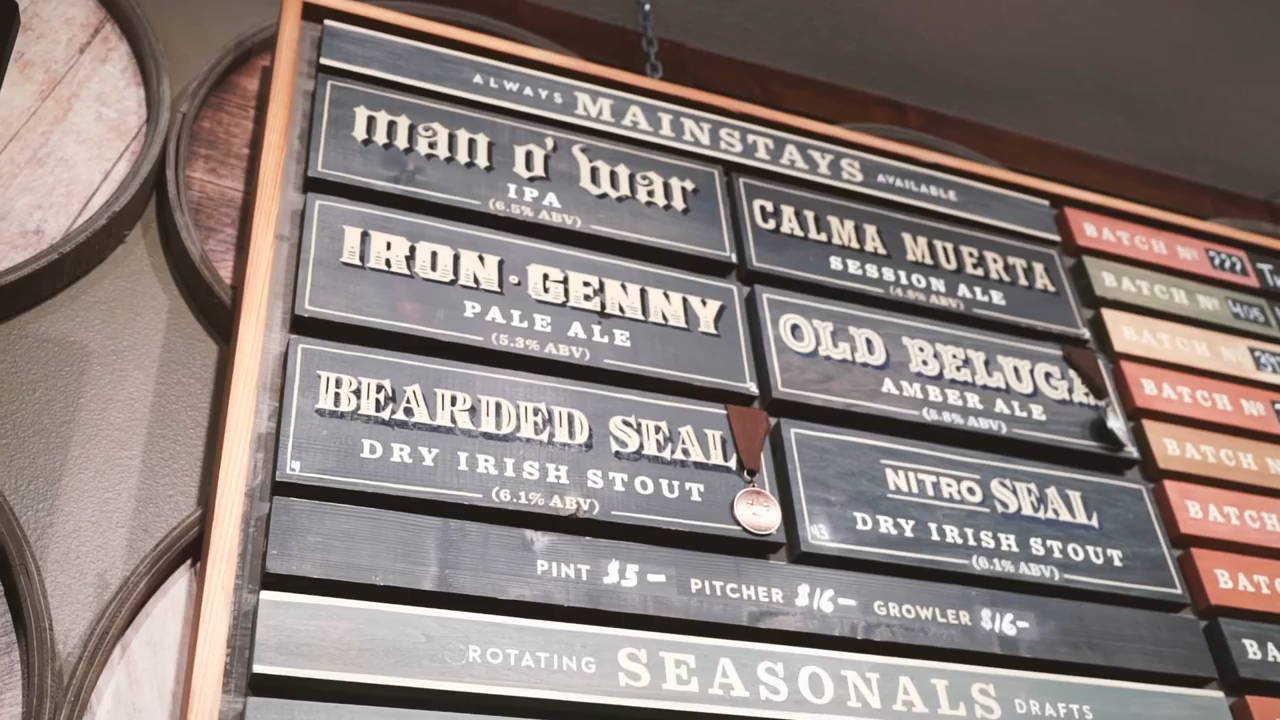 ALWAYS MAINSTAYS AVAILABLE
man o' war
IPA
(6.5% ABV)
IRON·GENNY
PALE ALE
(5.3% ABV)
BEARDED SEAL
DRY IRISH STOUT
(6.1% ABV)
4
CALMA MUERTA
SESSION ALE
ABV)
OLD BELUGA
AMBER ALE
(5.8% ABV)
NITRO SEAL
DRY IRISH STOUT
(6.1% ABV)
43
PINT $5- PITCHER $16- GROWLER $16-
ROTATING SEASONALS DRAFTS
BATCH Nº ???
BATCH Nº 405
BATCH Nº
BATCH Nº
BATCH N
BATCH
BATC
BA